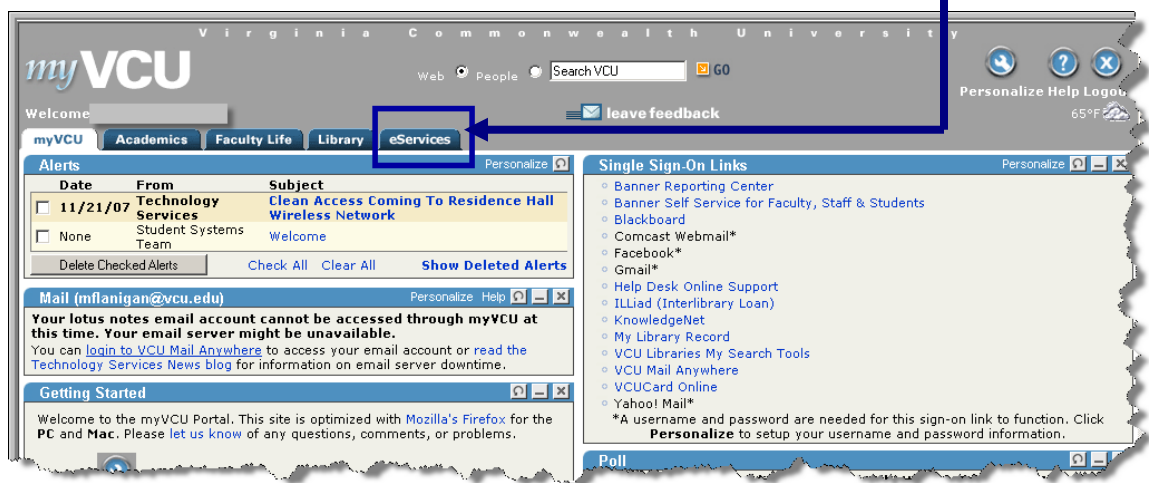 Virginia Commonwealth University
myVCU
Web People Search VCU GO
Personalize Help Logou
Welcome
leave feedback
65°F
myVCU Academics Faculty Life Library eServices
Alerts Personalize
Date From Subject
11/21/07 Technology Services Clean Access Coming To Residence Hall Wireless Network
None Student Systems Team Welcome
Delete Checked Alerts Check All Clear All Show Deleted Alerts
Mail (mflanigan@vcu.edu) Personalize Help
Your lotus notes email account cannot be accessed through myVCU at
this time. Your email server might be unavailable.
You can login to VCU Mail Anywhere to access your email account or read the
Technology Services News blog for information on email server downtime.
Getting Started
Welcome to the myVCU Portal. This site is optimized with Mozilla's Firefox for the
PC and Mac. Please let us know of any questions, comments, or problems.
Single Sign-On Links Personalize
Banner Reporting Center
Banner Self Service for Faculty, Staff & Students
Blackboard
Comcast Webmail*
Facebook*
Gmail*
Help Desk Online Support
ILLiad (Interlibrary Loan)
KnowledgeNet
My Library Record
VCU Libraries My Search Tools
VCU Mail Anywhere
VCUCard Online
Yahoo! Mail*
*A username and password are needed for this sign-on link to function. Click
Personalize to setup your username and password information.
Poll